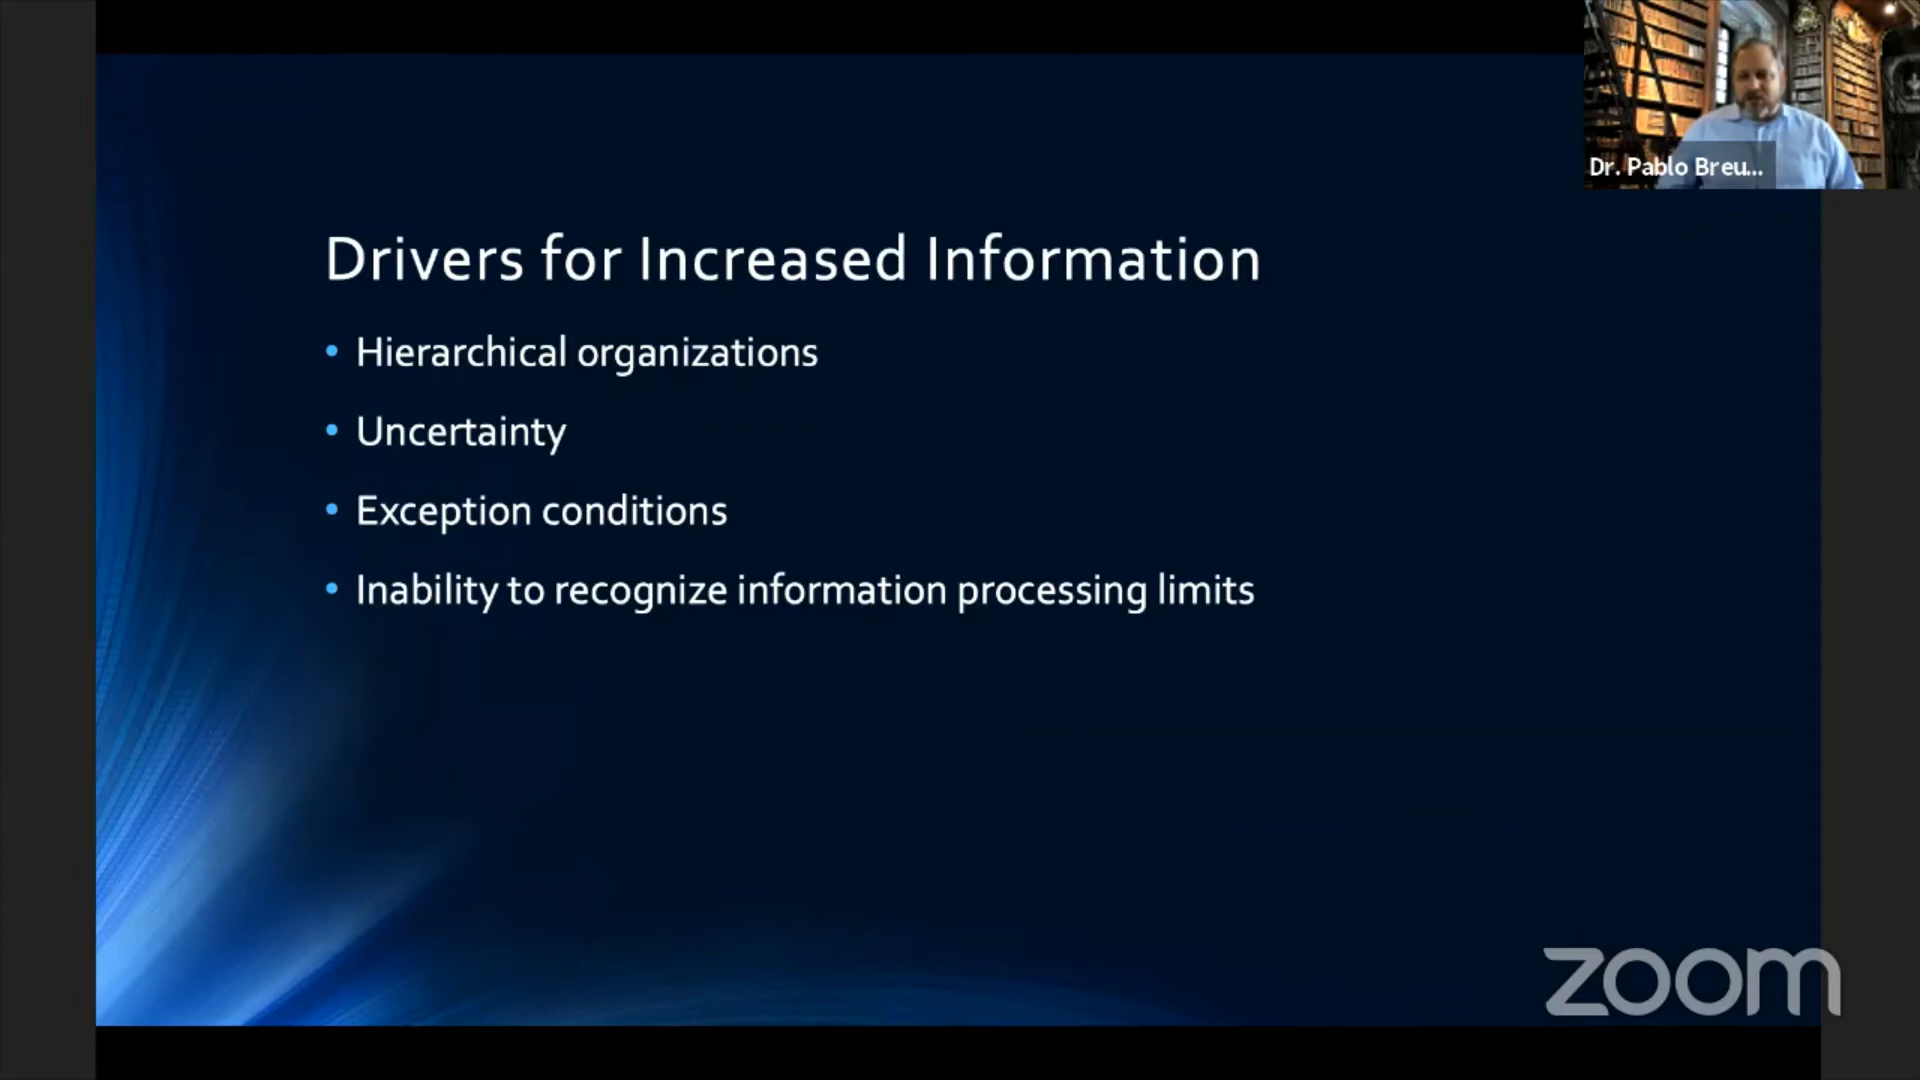 Dr. Pablo Breu...
Drivers for Increased Information
• Hierarchical organizations
• Uncertainty
• Exception conditions
• Inability to recognize information processing limits
zoom